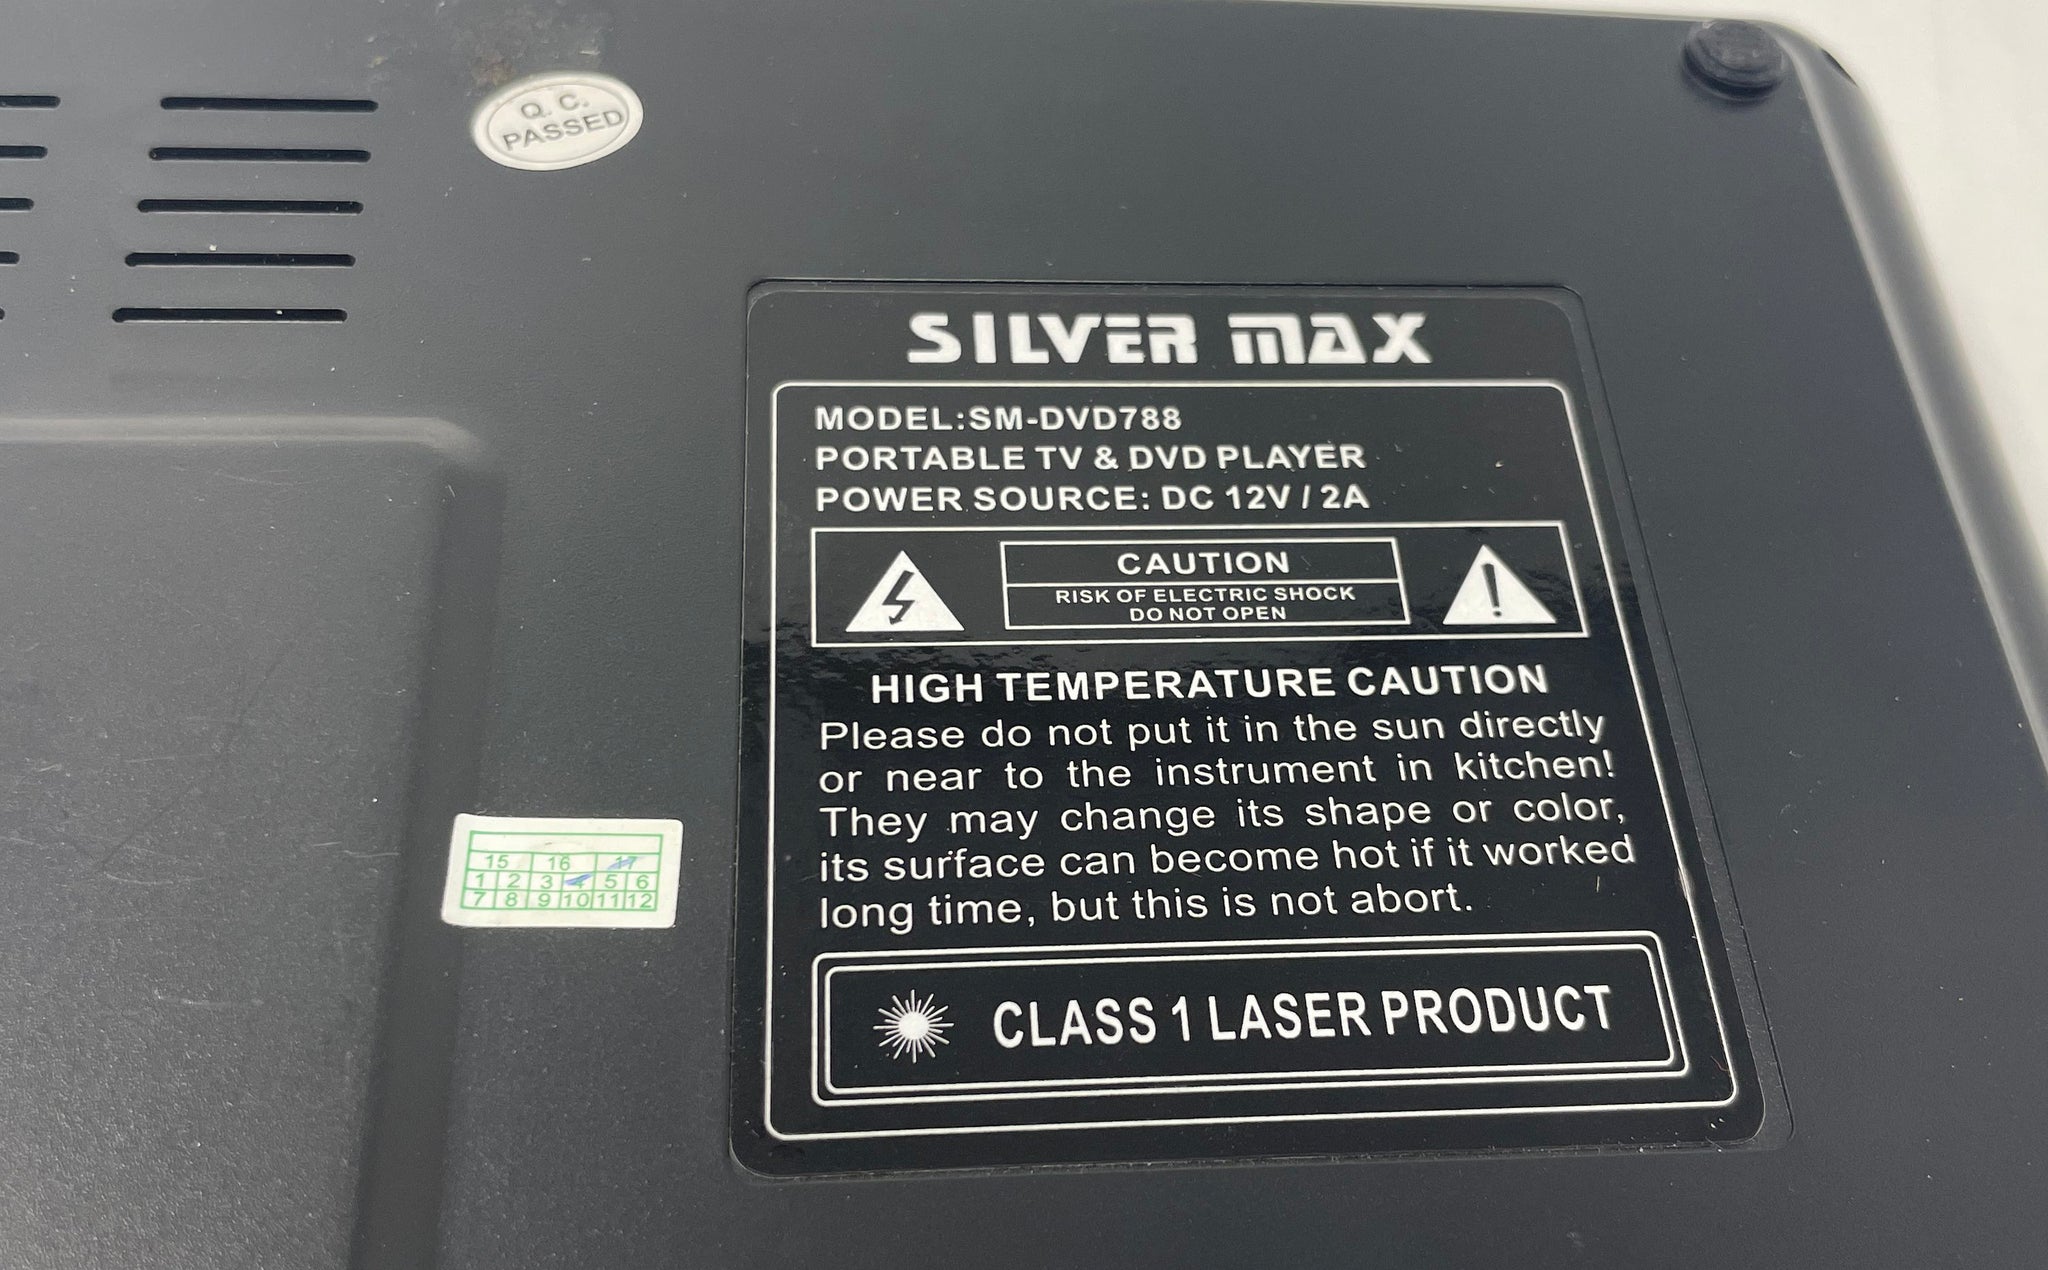 Q. C.
PASSED
SILVER MAX
MODEL:SM-DVD788
PORTABLE TV & DVD PLAYER
POWER SOURCE: DC 12V / 2A
CAUTION
RISK OF ELECTRIC SHOCK
DO NOT OPEN
HIGH TEMPERATURE CAUTION
Please do not put it in the sun directly
or near to the instrument in kitchen!
They may change its shape or color,
its surface can become hot if it worked
long time, but this is not abort.
CLASS 1 LASER PRODUCT
15 16 17
1 2 3 4 5 6
7 8 9 10 11 12